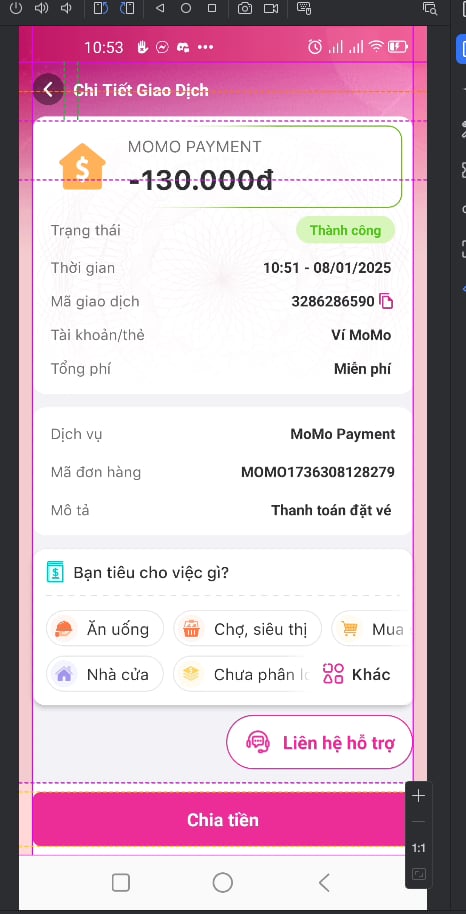 10:53
Chi Tiết Giao Dịch
MOMO PAYMENT
-130.000đ
Trạng thái Thành công
Thời gian 10:51 - 08/01/2025
Mã giao dịch 3286286590
Tài khoản/thẻ Ví MoMo
Tổng phí Miễn phí
Dịch vụ MoMo Payment
Mã đơn hàng MOMO1736308128279
Mô tả Thanh toán đặt vé
Bạn tiêu cho việc gì?
Ăn uống Chợ, siêu thị Mua
Nhà cửa Chưa phân lo Khác
Liên hệ hỗ trợ
Chia tiền
1:1